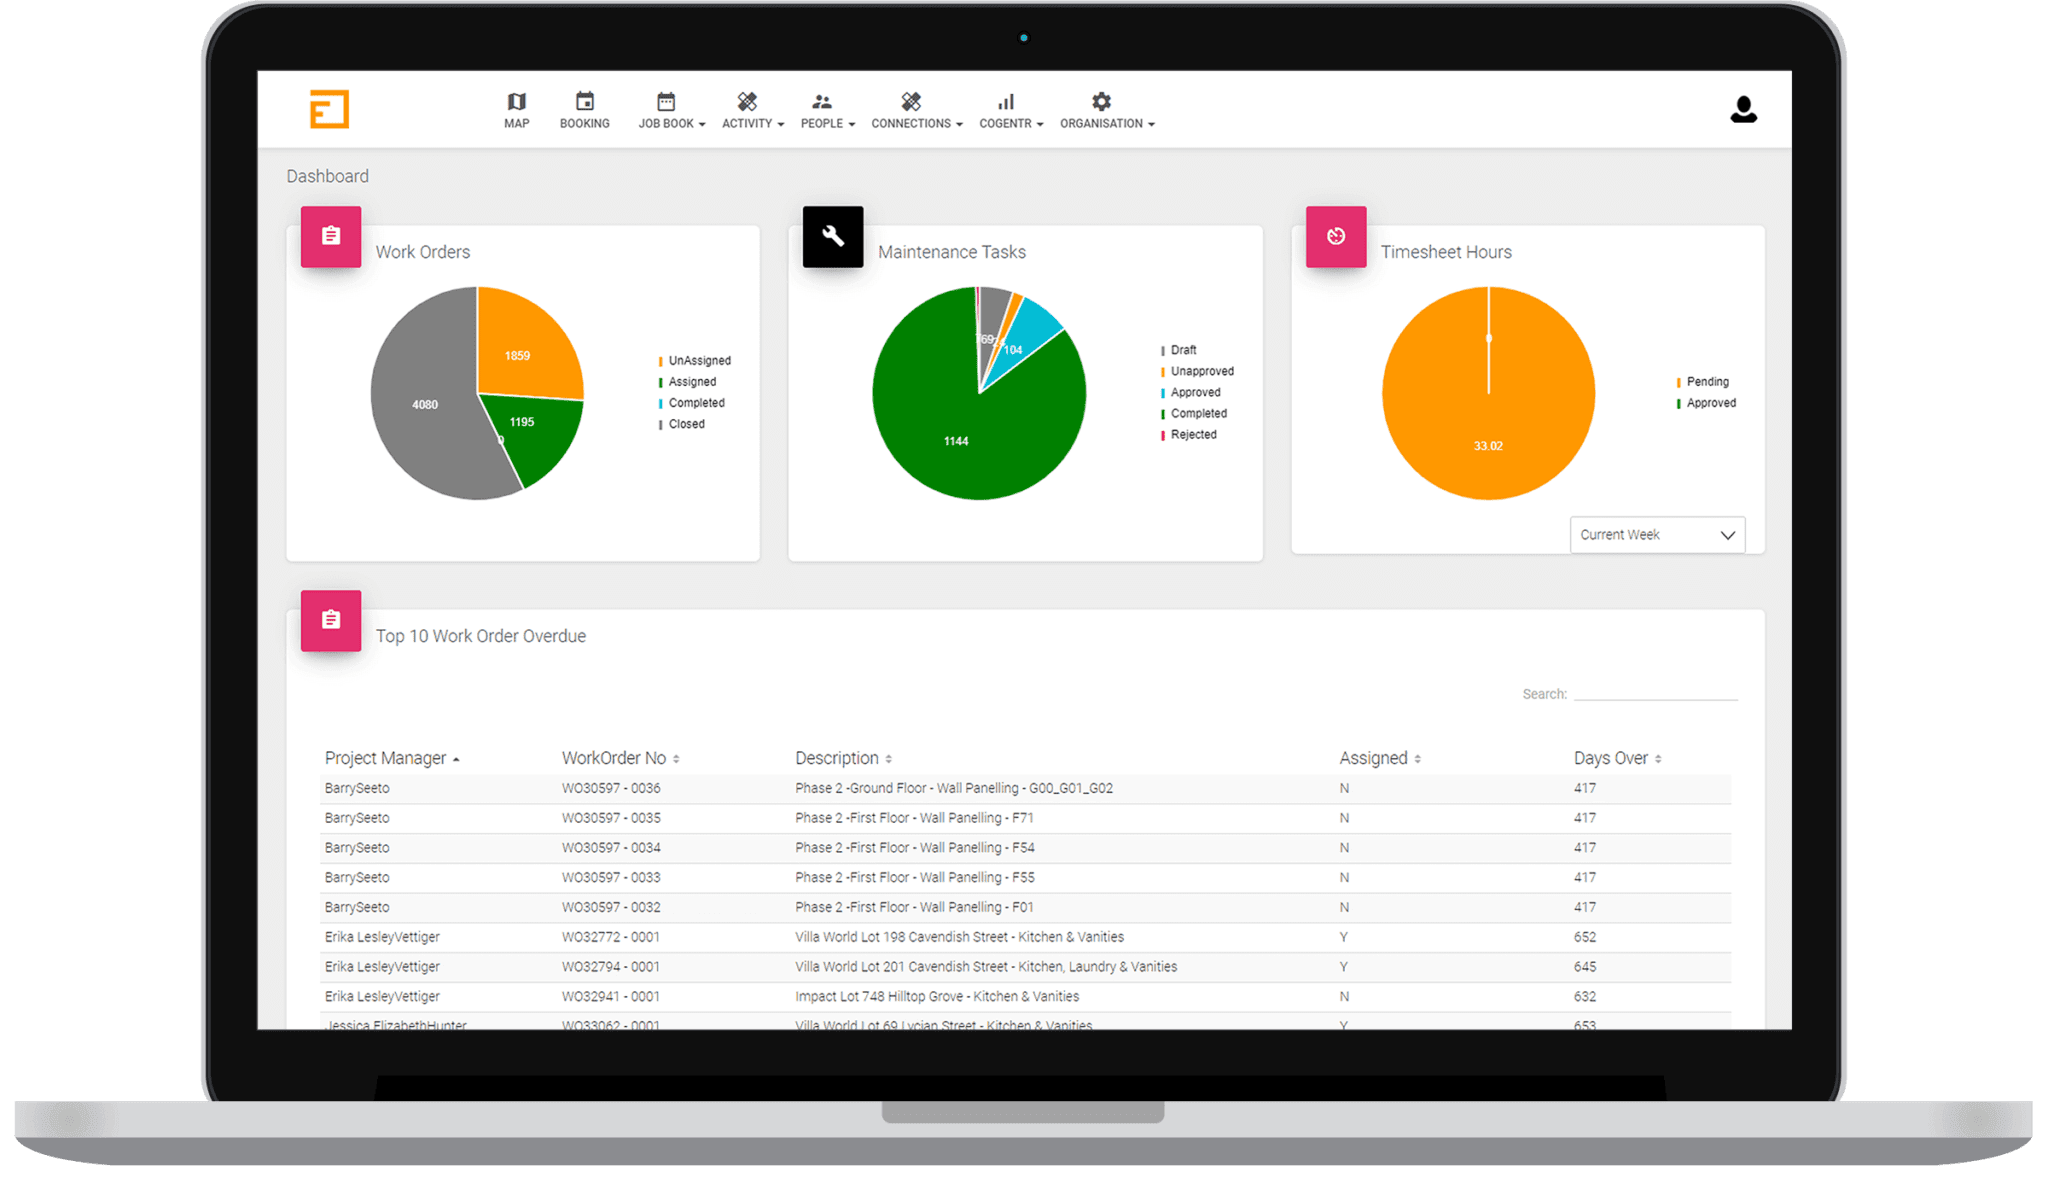 MAP BOOKING JOB BOOK ACTIVITY PEOPLE CONNECTIONS COGENTR ORGANISATION
Dashboard
Work Orders
1859
4080
1195
0
UnAssigned
Assigned
Completed
Closed
Maintenance Tasks
69
104
1144
Draft
Unapproved
Approved
Completed
Rejected
Timesheet Hours
0
33.02
Pending
Approved
Current Week
Top 10 Work Order Overdue
Search:
Project Manager WorkOrder No Description Assigned Days Over
BarrySeeto WO30597 - 0036 Phase 2 -Ground Floor - Wall Panelling - G00_G01_G02 N 417
BarrySeeto WO30597 - 0035 Phase 2 -First Floor - Wall Panelling - F71 N 417
BarrySeeto WO30597 - 0034 Phase 2 -First Floor - Wall Panelling - F54 N 417
BarrySeeto WO30597 - 0033 Phase 2 -First Floor - Wall Panelling - F55 N 417
BarrySeeto WO30597 - 0032 Phase 2 -First Floor - Wall Panelling - F01 N 417
Erika LesleyVettiger WO32772 - 0001 Villa World Lot 198 Cavendish Street - Kitchen & Vanities Y 652
Erika LesleyVettiger WO32794 - 0001 Villa World Lot 201 Cavendish Street - Kitchen, Laundry & Vanities Y 645
Erika LesleyVettiger WO32941 - 0001 Impact Lot 748 Hilltop Grove - Kitchen & Vanities N 632
Jessica ElizabethHunter WO33062 - 0001 Villa World Lot 69 Lycian Street - Kitchen & Vanities Y 653